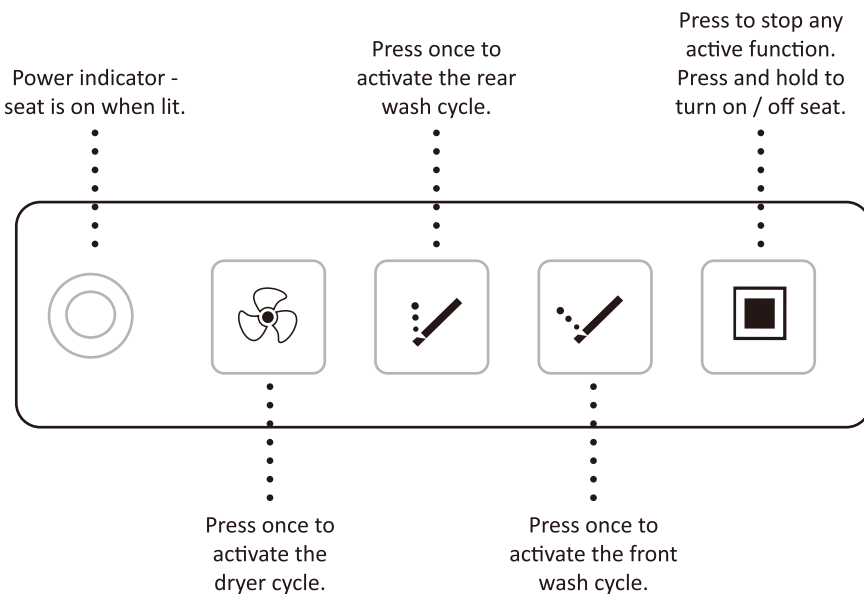 Power indicator -
seat is on when lit.
Press once to
activate the rear
wash cycle.
Press to stop any
active function.
Press and hold to
turn on / off seat.
Press once to
activate the
dryer cycle.
Press once to
activate the front
wash cycle.